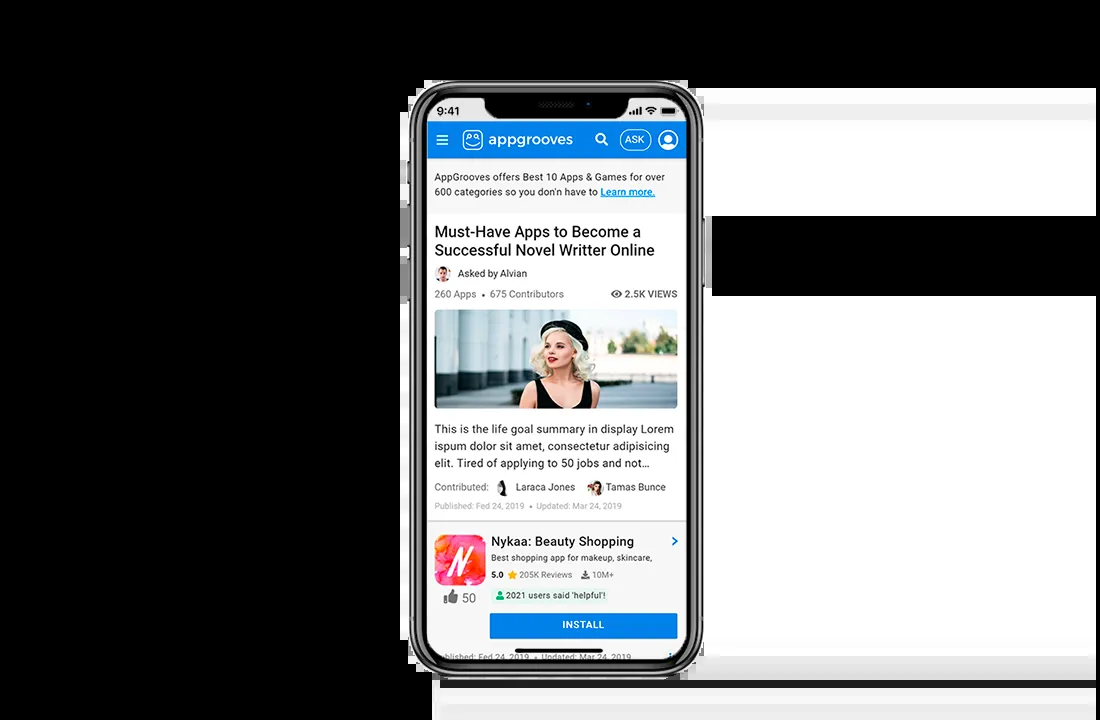 9:41
appgrooves
ASK
AppGrooves offers Best 10 Apps & Games for over
600 categories so you don'n have to Learn more.
Must-Have Apps to Become a
Successful Novel Writter Online
Asked by Alvian
260 Apps • 675 Contributors
2.5K VIEWS
This is the life goal summary in display Lorem
ispum dolor sit amet, consectetur adipisicing
elit. Tired of applying to 50 jobs and not...
Contributed: Laraca Jones Tamas Bunce
Published: Fed 24, 2019 • Updated: Mar 24, 2019
N
Nykaa: Beauty Shopping
Best shopping app for makeup, skincare,
5.0 205K Reviews 10M+
50
2021 users said 'helpful'!
INSTALL
blished: Fed 24, 2019 • Updated: Mar 24, 2019